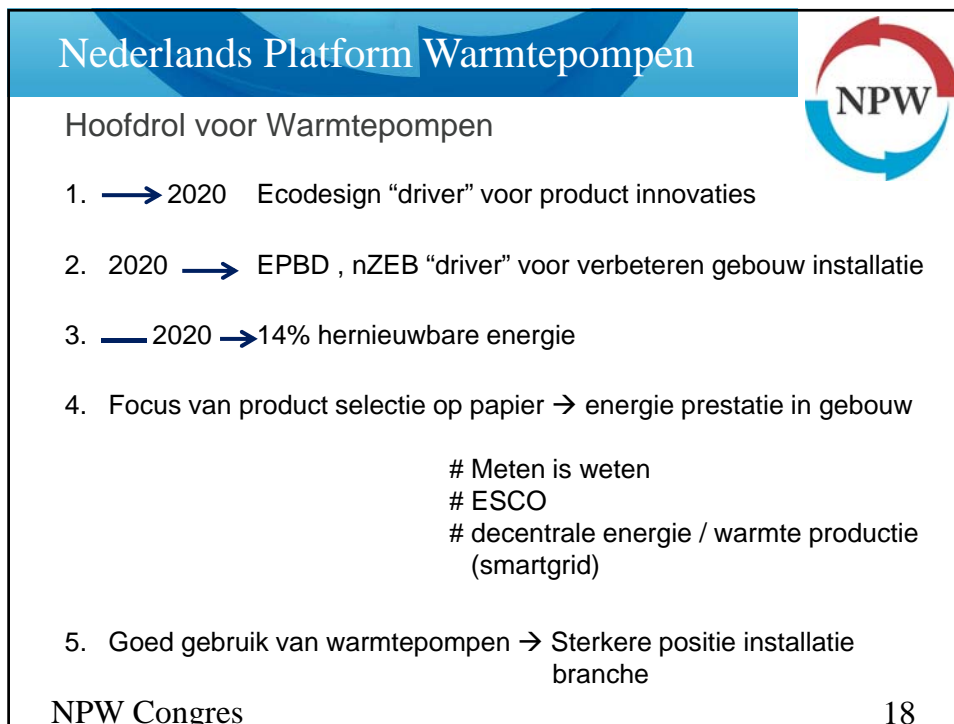 Nederlands Platform Warmtepompen
NPW
Hoofdrol voor Warmtepompen
1. → 2020 Ecodesign “driver” voor product innovaties
2. 2020 → EPBD , nZEB “driver” voor verbeteren gebouw installatie
3. — 2020 → 14% hernieuwbare energie
4. Focus van product selectie op papier → energie prestatie in gebouw
# Meten is weten
# ESCO
# decentrale energie / warmte productie
(smartgrid)
5. Goed gebruik van warmtepompen → Sterkere positie installatie
branche
NPW Congres 18